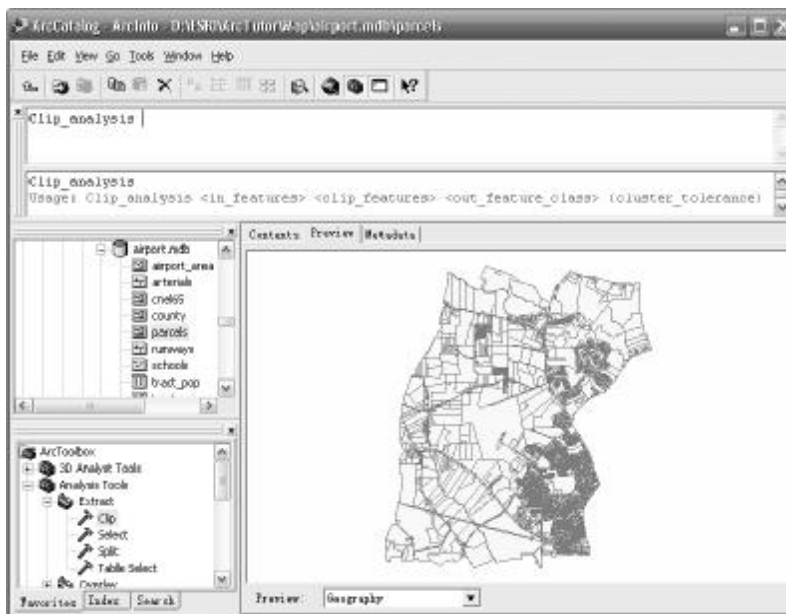 ArcCatalog - ArcInfo - D:\ESRI\ArcTutor\Map\airport.mdb\parcels
File Edit View Go Tools Window Help
Clip_analysis
Clip_analysis
Usage: Clip_analysis <in_features> <clip_features> <out_feature_class> {cluster_tolerance}
airport.mdb
airport_area
arterials
cnel65
county
parcels
runways
schools
tract_pop
Contents Preview Metadata
ArcToolbox
3D Analyst Tools
Analysis Tools
Extract
Clip
Select
Split
Table Select
Overlay
Favorites Index Search
Preview: Geography